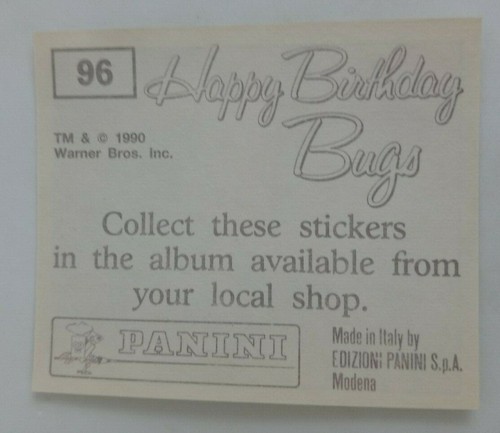 96
Happy Birthday
Bugs
TM & © 1990
Warner Bros. Inc.
Collect these stickers
in the album available from
your local shop.
PANINI
Made in Italy by
EDIZIONI PANINI S.p.A.
Modena